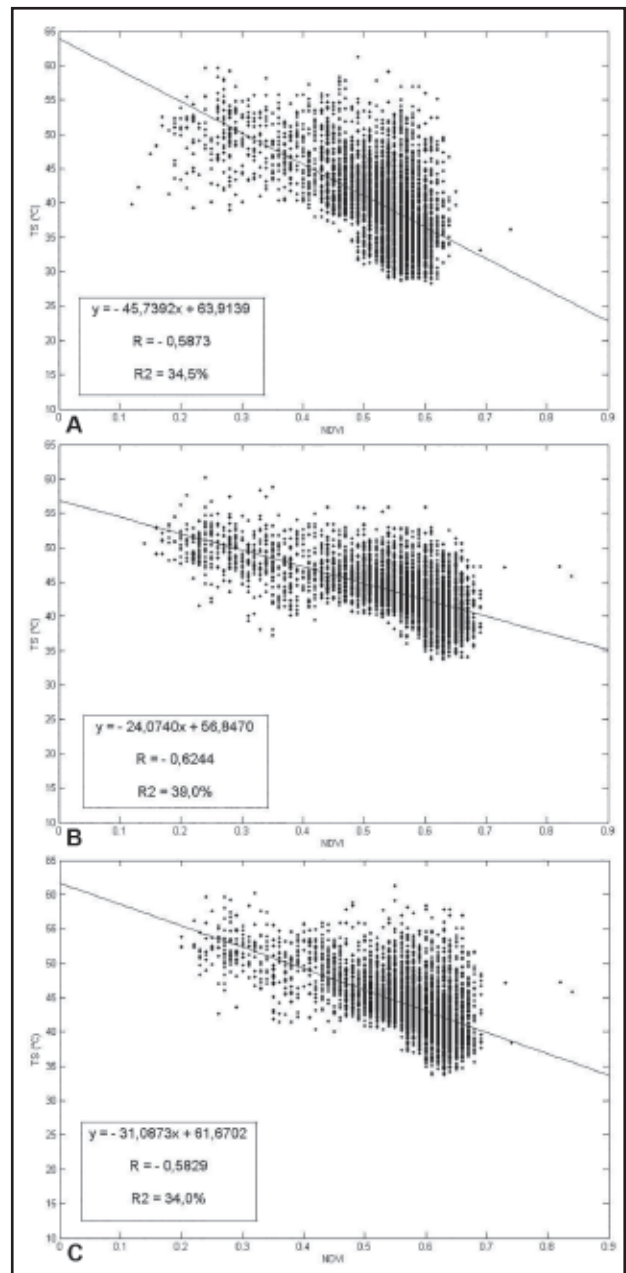 65
60
55
50
45
40
35
30
25
20
15
10
TS (ºC)
y = - 45,7392x + 63,9139
R = - 0,5873
R2 = 34,5%
0 0.1 0.2 0.3 0.4 0.5 0.6 0.7 0.8 0.9
A
NDVI
65
60
55
50
45
40
35
30
25
20
15
10
TS (ºC)
y = - 24,0740x + 56,8470
R = - 0,6244
R2 = 39,0%
0 0.1 0.2 0.3 0.4 0.5 0.6 0.7 0.8 0.9
B
NDVI
65
60
55
50
45
40
35
30
25
20
15
10
TS (ºC)
y = - 31,0873x + 61,6702
R = - 0,5829
R2 = 34,0%
0 0.1 0.2 0.3 0.4 0.5 0.6 0.7 0.8 0.9
C
NDVI